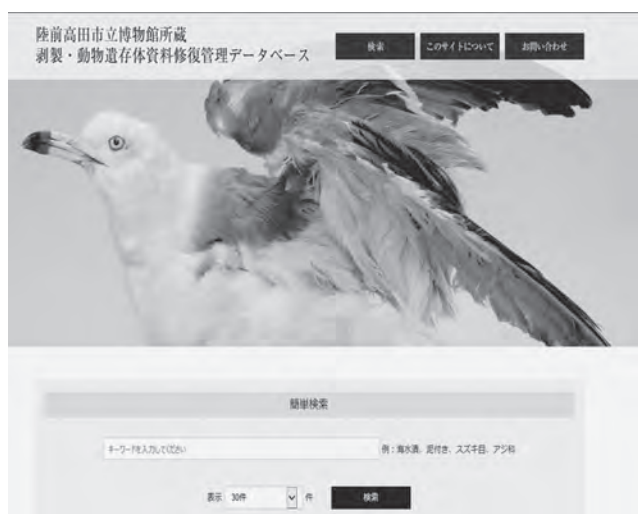 陸前高田市立博物館所蔵
剥製・動物遺存体資料修復管理データベース
検索 このサイトについて お問い合わせ
簡単検索
キーワードを入力してください 例：海水漬、泥付き、スズキ目、アジ科
表示 30件 件 検索